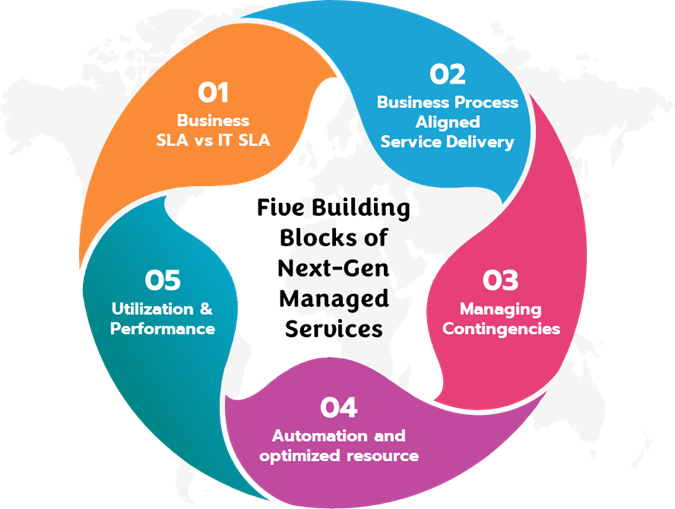 01
Business
SLA vs IT SLA
02
Business Process
Aligned
Service Delivery
Five Building
Blocks of
Next-Gen
Managed
Services
03
Managing
Contingencies
04
Automation and
optimized resource
05
Utilization &
Performance